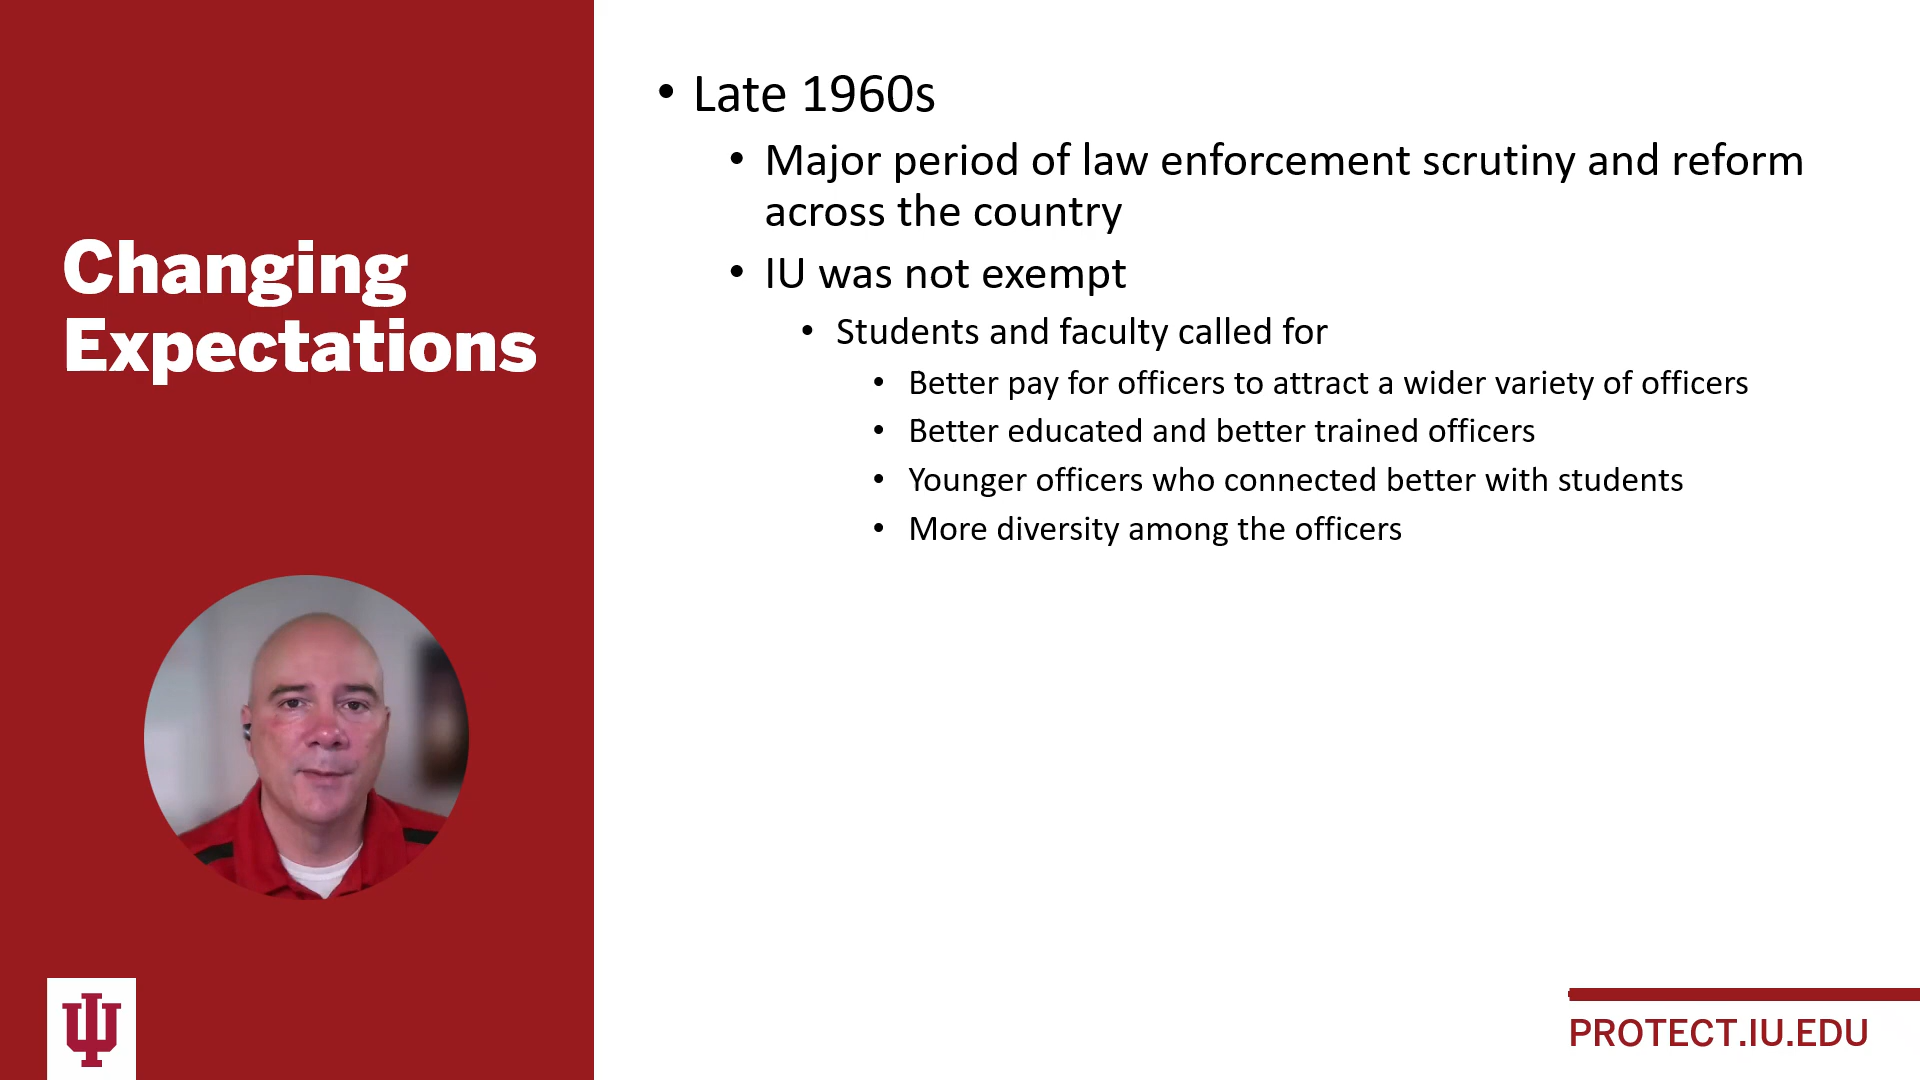 Changing
Expectations
• Late 1960s
• Major period of law enforcement scrutiny and reform
across the country
• IU was not exempt
• Students and faculty called for
• Better pay for officers to attract a wider variety of officers
• Better educated and better trained officers
• Younger officers who connected better with students
• More diversity among the officers
PROTECT.IU.EDU